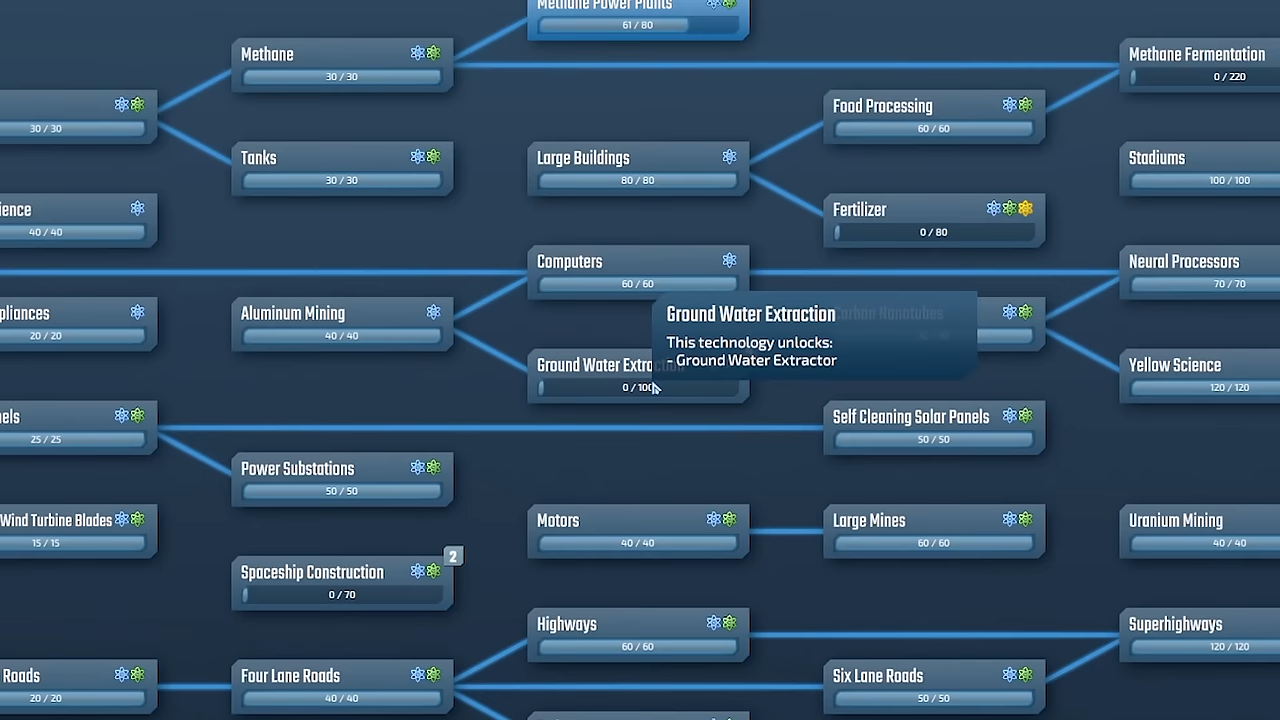 Methane Power Plants
61 / 80
Methane
30 / 30
Methane Fermentation
0 / 220
30 / 30
Food Processing
60 / 60
Tanks
30 / 30
Large Buildings
80 / 80
Stadiums
100 / 100
ience
40 / 40
Fertilizer
0 / 80
Computers
60 / 60
Neural Processors
70 / 70
pliances
20 / 20
Aluminum Mining
40 / 40
Ground Water Extraction
This technology unlocks:
- Ground Water Extractor
Carbon Nanotubes
Ground Water Extraction
0 / 100
Yellow Science
120 / 120
nels
25 / 25
Self Cleaning Solar Panels
50 / 50
Power Substations
50 / 50
Wind Turbine Blades
15 / 15
Motors
40 / 40
Large Mines
60 / 60
Uranium Mining
40 / 40
2
Spaceship Construction
0 / 70
Highways
60 / 60
Superhighways
120 / 120
Roads
20 / 20
Four Lane Roads
40 / 40
Six Lane Roads
50 / 50